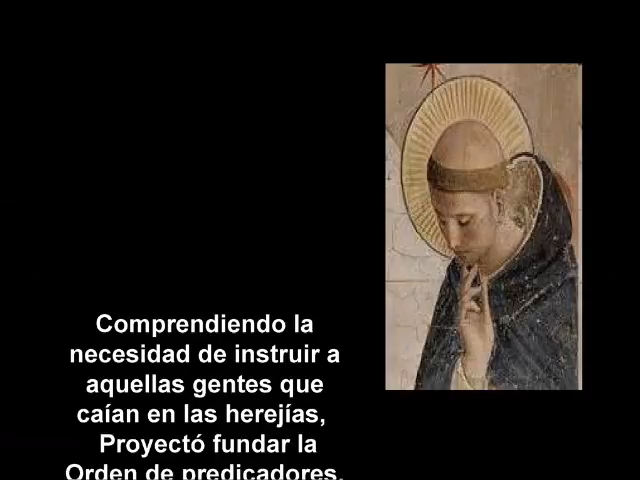 Comprendiendo la
necesidad de instruir a
aquellas gentes que
caían en las herejías,
Proyectó fundar la
Orden de predicadores.